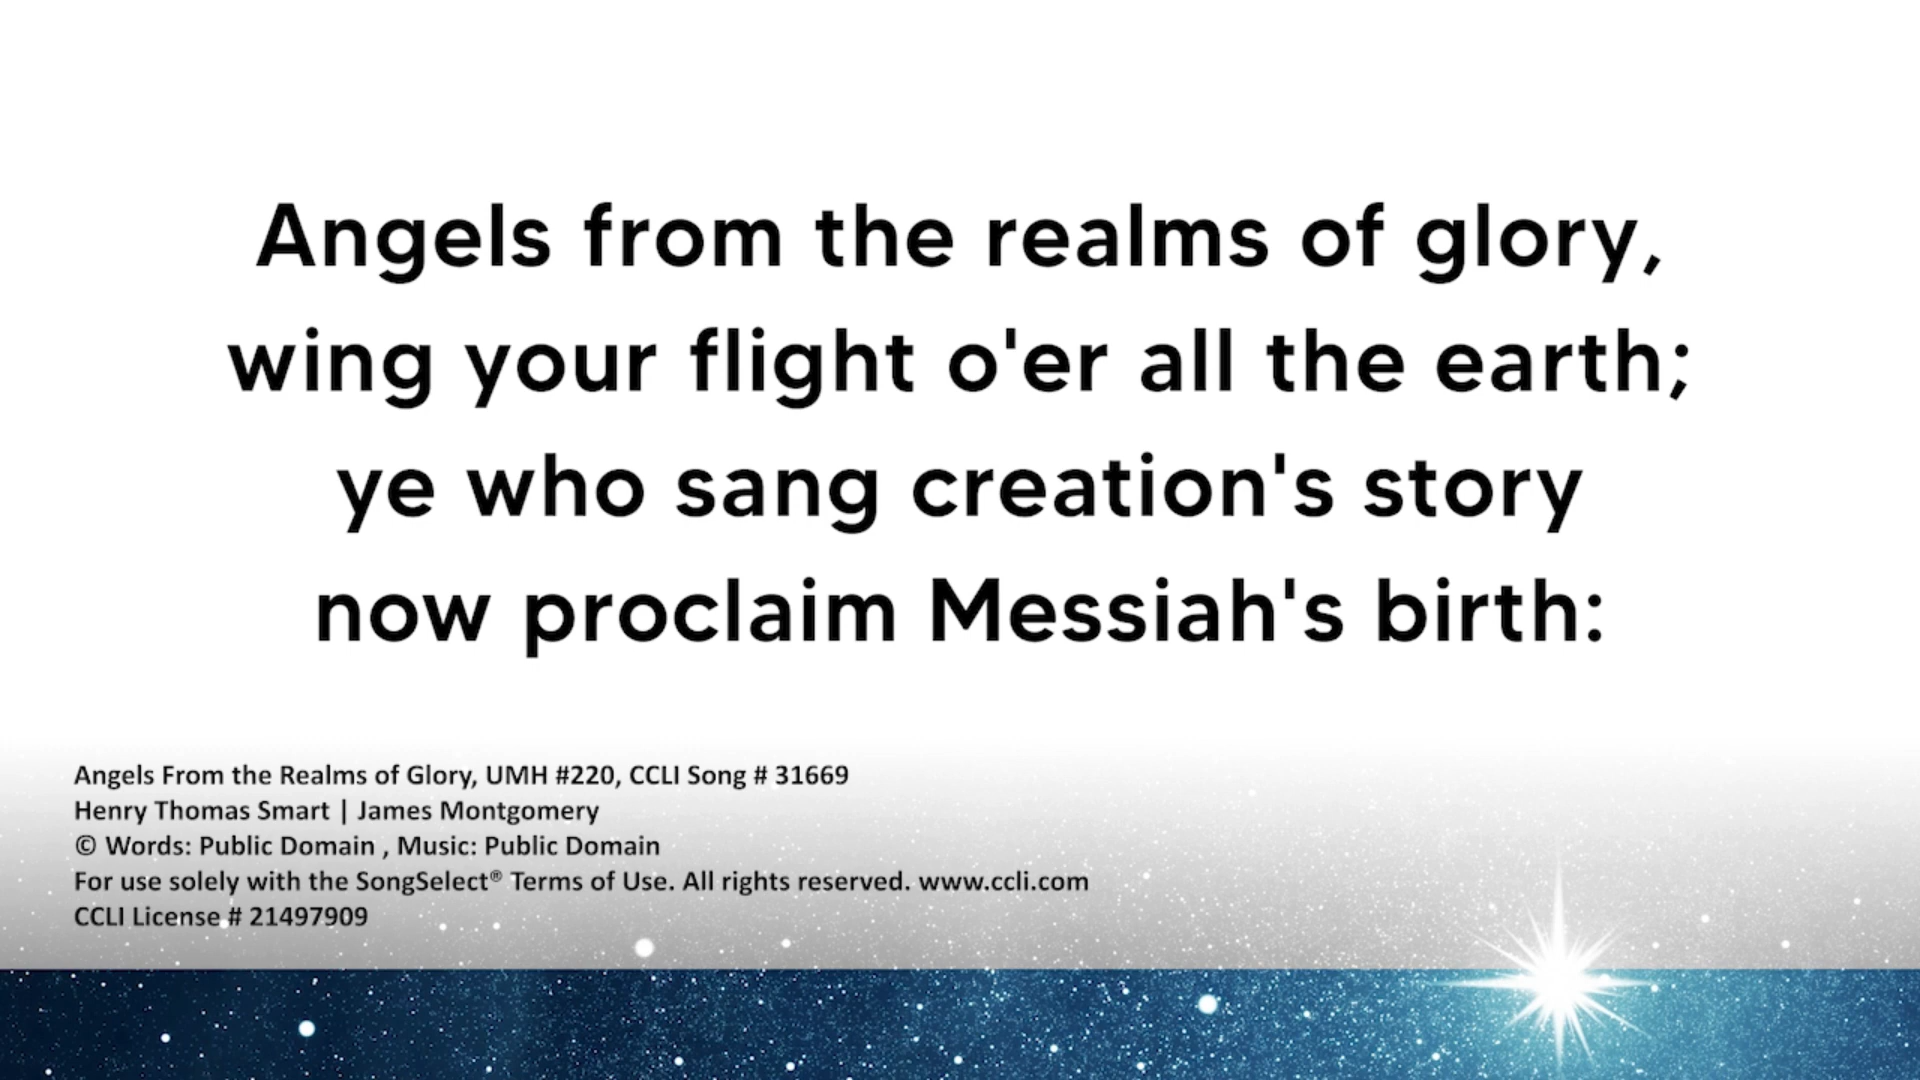 Angels from the realms of glory,
wing your flight o'er all the earth;
ye who sang creation's story
now proclaim Messiah's birth:
Angels From the Realms of Glory, UMH #220, CCLI Song # 31669
Henry Thomas Smart | James Montgomery
© Words: Public Domain , Music: Public Domain
For use solely with the SongSelect® Terms of Use. All rights reserved. www.ccli.com
CCLI License # 21497909